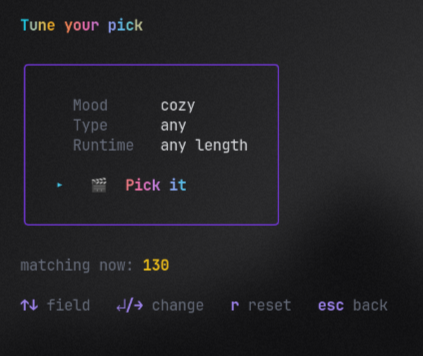 Tune your pick
Mood cozy
Type any
Runtime any length
▸ 🎬 Pick it
matching now: 130
↑↓ field ↵/→ change r reset esc back